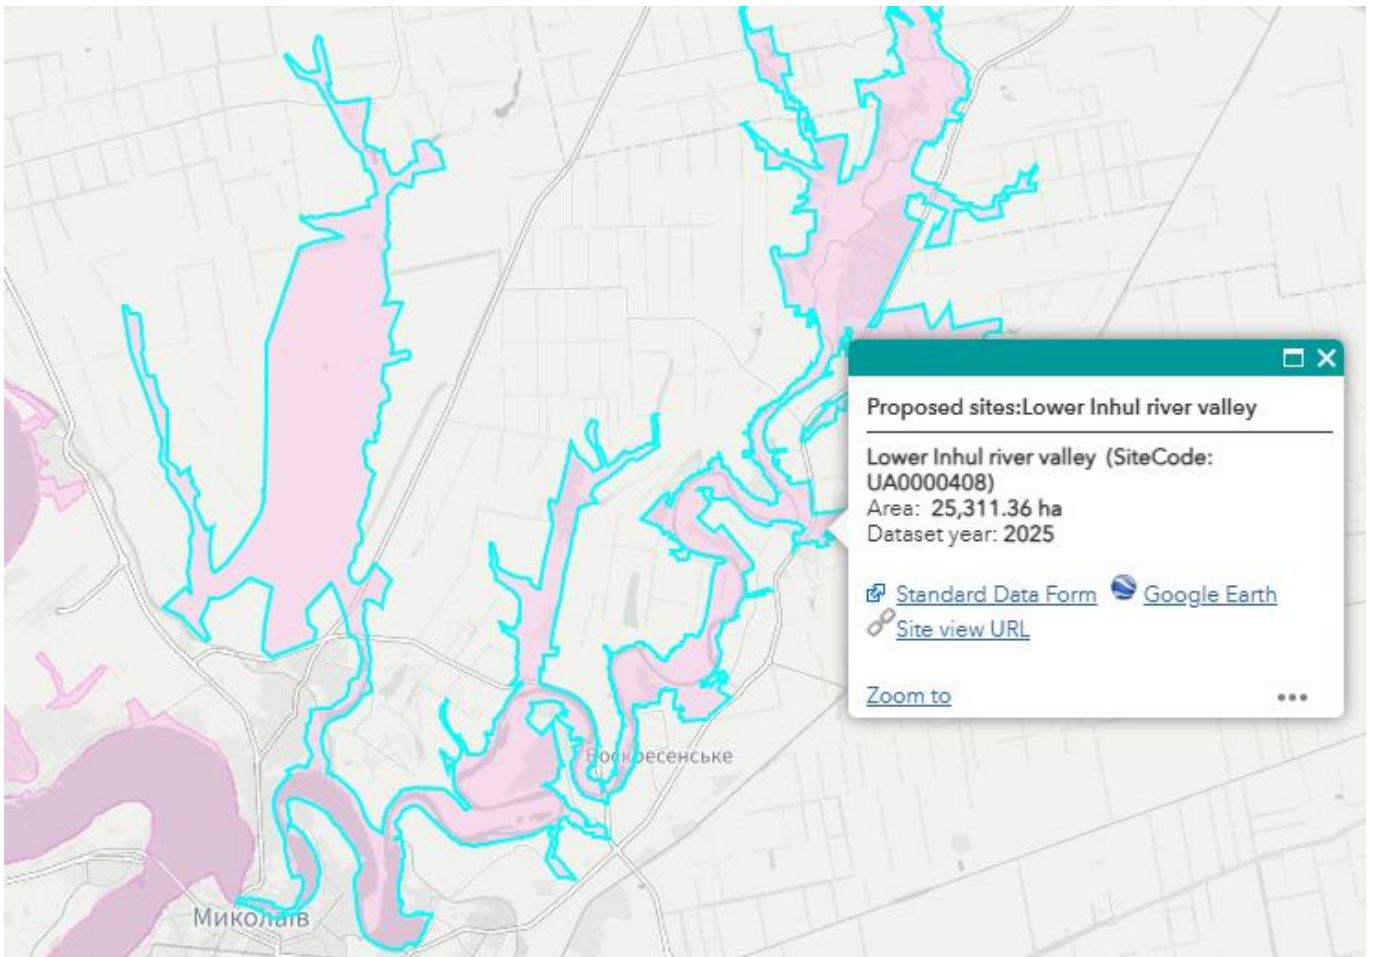 Proposed sites:Lower Inhul river valley
Lower Inhul river valley (SiteCode:
UA0000408)
Area: 25,311.36 ha
Dataset year: 2025
Standard Data Form Google Earth
Site view URL
Zoom to
Воскресенське
Миколаїв